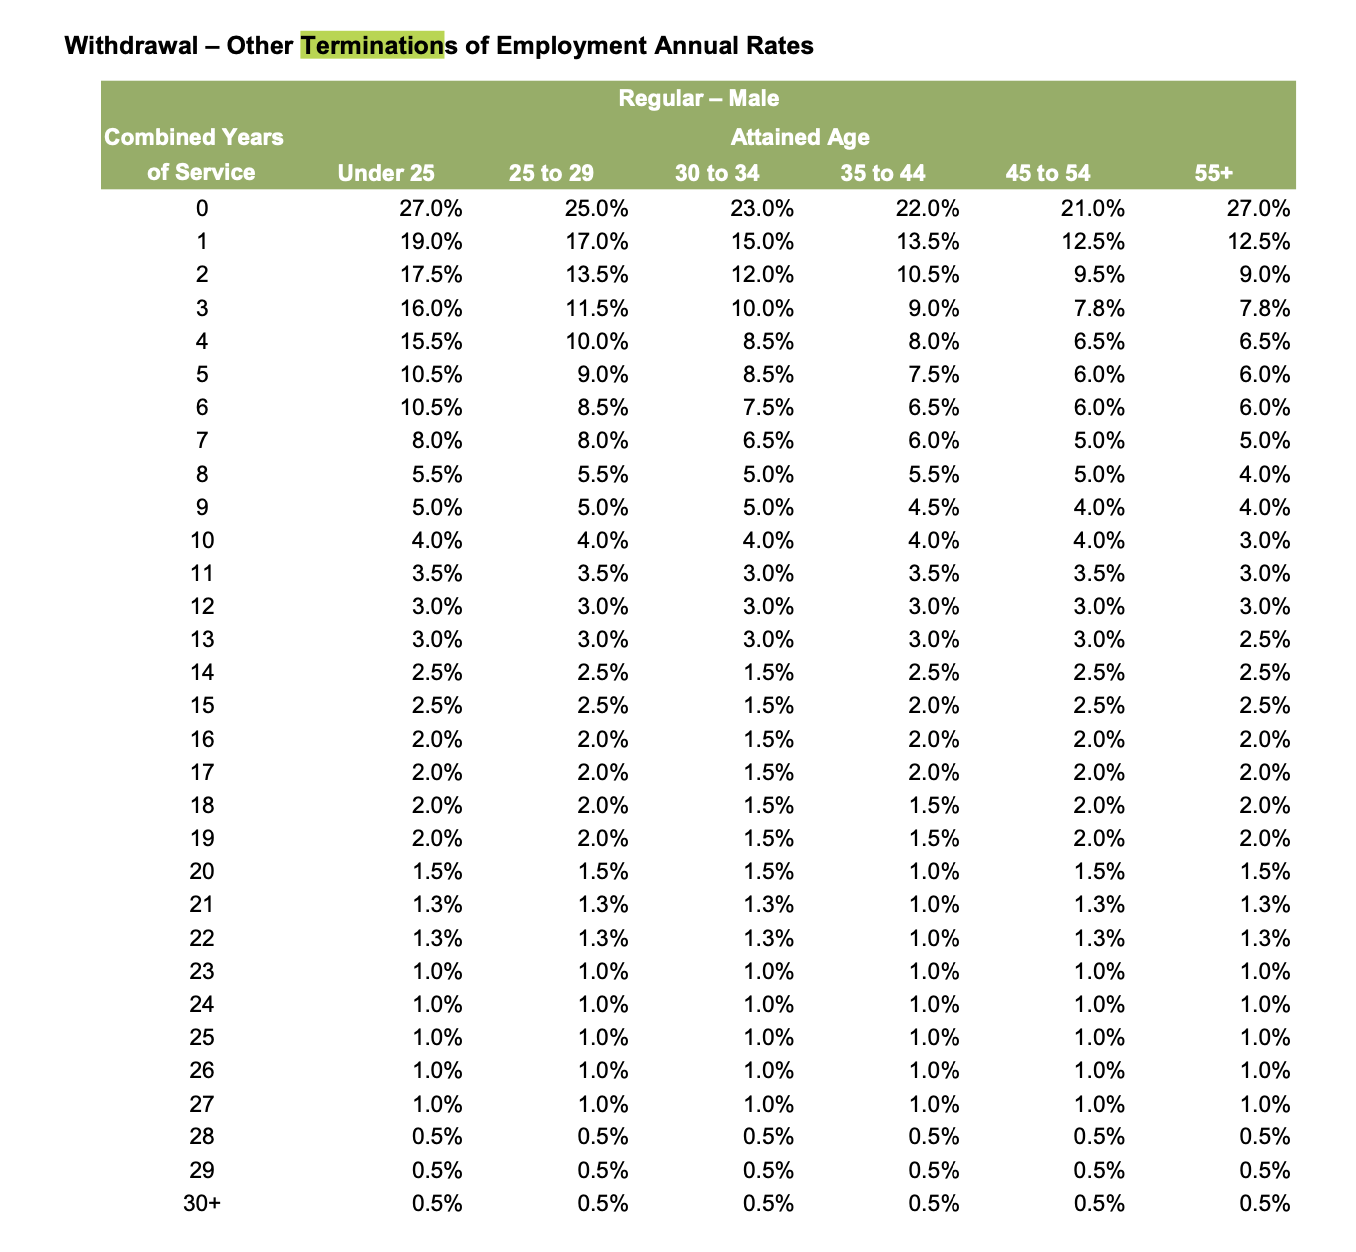 Withdrawal – Other Terminations of Employment Annual Rates
Regular – Male
Combined Years Attained Age
of Service Under 25 25 to 29 30 to 34 35 to 44 45 to 54 55+
0 27.0% 25.0% 23.0% 22.0% 21.0% 27.0%
1 19.0% 17.0% 15.0% 13.5% 12.5% 12.5%
2 17.5% 13.5% 12.0% 10.5% 9.5% 9.0%
3 16.0% 11.5% 10.0% 9.0% 7.8% 7.8%
4 15.5% 10.0% 8.5% 8.0% 6.5% 6.5%
5 10.5% 9.0% 8.5% 7.5% 6.0% 6.0%
6 10.5% 8.5% 7.5% 6.5% 6.0% 6.0%
7 8.0% 8.0% 6.5% 6.0% 5.0% 5.0%
8 5.5% 5.5% 5.0% 5.5% 5.0% 4.0%
9 5.0% 5.0% 5.0% 4.5% 4.0% 4.0%
10 4.0% 4.0% 4.0% 4.0% 4.0% 3.0%
11 3.5% 3.5% 3.0% 3.5% 3.5% 3.0%
12 3.0% 3.0% 3.0% 3.0% 3.0% 3.0%
13 3.0% 3.0% 3.0% 3.0% 3.0% 2.5%
14 2.5% 2.5% 1.5% 2.5% 2.5% 2.5%
15 2.5% 2.5% 1.5% 2.0% 2.5% 2.5%
16 2.0% 2.0% 1.5% 2.0% 2.0% 2.0%
17 2.0% 2.0% 1.5% 2.0% 2.0% 2.0%
18 2.0% 2.0% 1.5% 1.5% 2.0% 2.0%
19 2.0% 2.0% 1.5% 1.5% 2.0% 2.0%
20 1.5% 1.5% 1.5% 1.0% 1.5% 1.5%
21 1.3% 1.3% 1.3% 1.0% 1.3% 1.3%
22 1.3% 1.3% 1.3% 1.0% 1.3% 1.3%
23 1.0% 1.0% 1.0% 1.0% 1.0% 1.0%
24 1.0% 1.0% 1.0% 1.0% 1.0% 1.0%
25 1.0% 1.0% 1.0% 1.0% 1.0% 1.0%
26 1.0% 1.0% 1.0% 1.0% 1.0% 1.0%
27 1.0% 1.0% 1.0% 1.0% 1.0% 1.0%
28 0.5% 0.5% 0.5% 0.5% 0.5% 0.5%
29 0.5% 0.5% 0.5% 0.5% 0.5% 0.5%
30+ 0.5% 0.5% 0.5% 0.5% 0.5% 0.5%